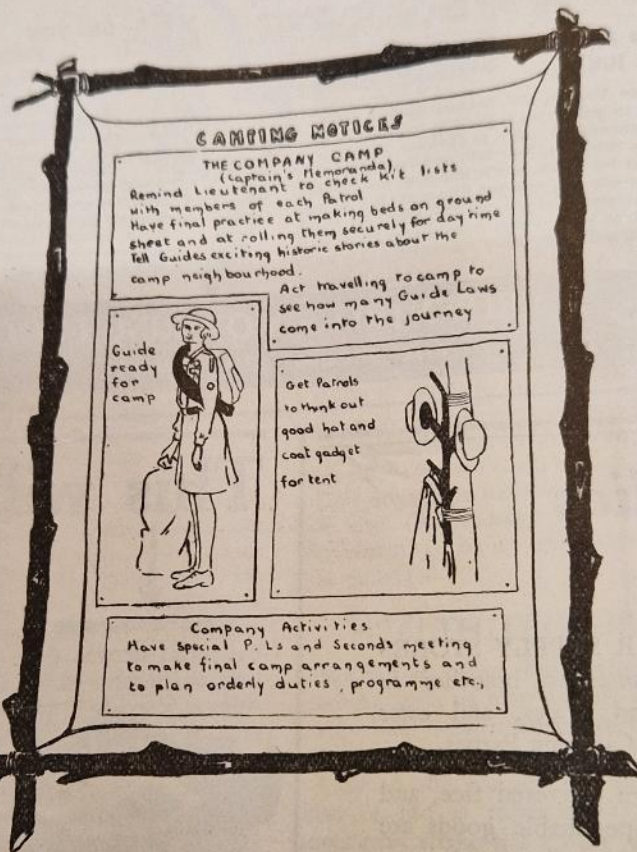 CAMPING NOTICES
THE COMPANY CAMP
(Captain's Memoranda)
Remind Lieutenant to check kit lists
with members of each Patrol
Have final practice at making beds on ground
sheet and at rolling them securely for day time
Tell Guides exciting historic stories about the
camp neighbourhood.
Act travelling to camp to
see how many Guide Laws
come into the journey
Guide
ready
for
camp
Get Patrols
to think out
good hat and
coat gadget
for tent
Company Activities
Have special P. Ls and Seconds meeting
to make final camp arrangements and
to plan orderly duties, programme etc.,